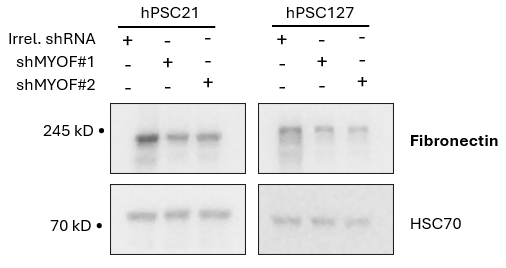 hPSC21 hPSC127
Irrel. shRNA + - - + - -
shMYOF#1 - + - - + -
shMYOF#2 - - + - - +
245 kD •
Fibronectin
70 kD •
HSC70